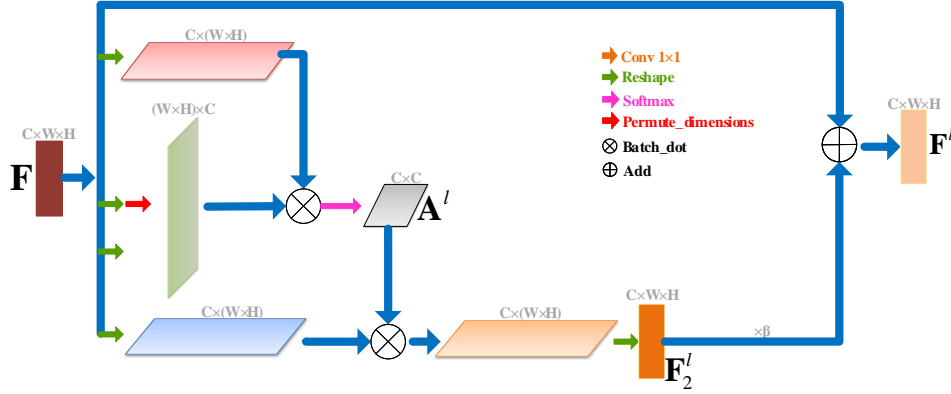 C×(W×H)
Conv 1×1
Reshape
(W×H)×C
Softmax
C×W×H
Permute_dimensions
C×W×H
F
Batch_dot
F^l
Add
C×C
A^l
C×(W×H)
C×(W×H)
C×W×H
×β
F_2^l